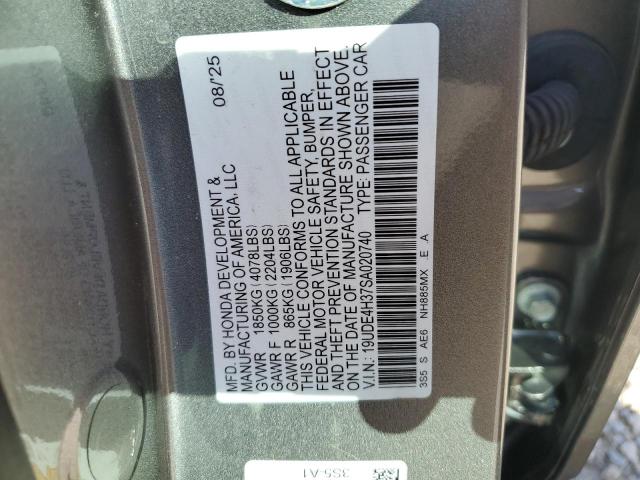 MFD. BY HONDA DEVELOPMENT & 08/'25
MANUFACTURING OF AMERICA, LLC
GVWR 1850KG (4078LBS)
GAWR F 1000KG (2204LBS)
GAWR R 865KG (1906LBS)
THIS VEHICLE CONFORMS TO ALL APPLICABLE
FEDERAL MOTOR VEHICLE SAFETY, BUMPER,
AND THEFT PREVENTION STANDARDS IN EFFECT
ON THE DATE OF MANUFACTURE SHOWN ABOVE.
V.I.N.: 19UDE4H37SA020740 TYPE: PASSENGER CAR
3S5 S AE6 NH885MX E A
3S5-A1